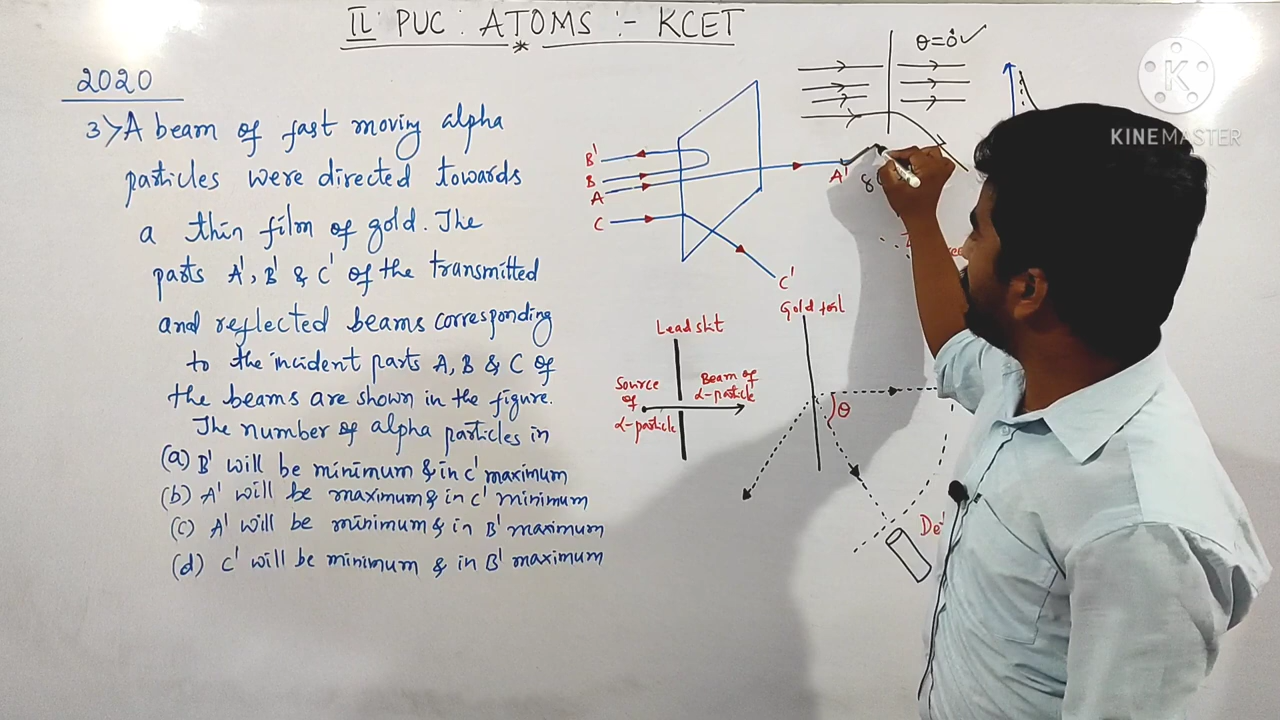 II PUC : ATOMS :- KCET
2020
3> A beam of fast moving alpha
particles were directed towards
a thin film of gold. The
parts A', B' & C' of the transmitted
and reflected beams corresponding
to the incident parts A, B & C of
the beams are shown in the figure.
The number of alpha particles in
(a) B' will be minimum & in C' maximum
(b) A' will be maximum & in C' minimum
(c) A' will be minimum & in B' maximum
(d) C' will be minimum & in B' maximum
B'
B
A
C
A'
C'
θ=0
K
KINEMASTER
Gold foil
Lead slit
Source
of
α-particle
Beam of
α-particle
θ